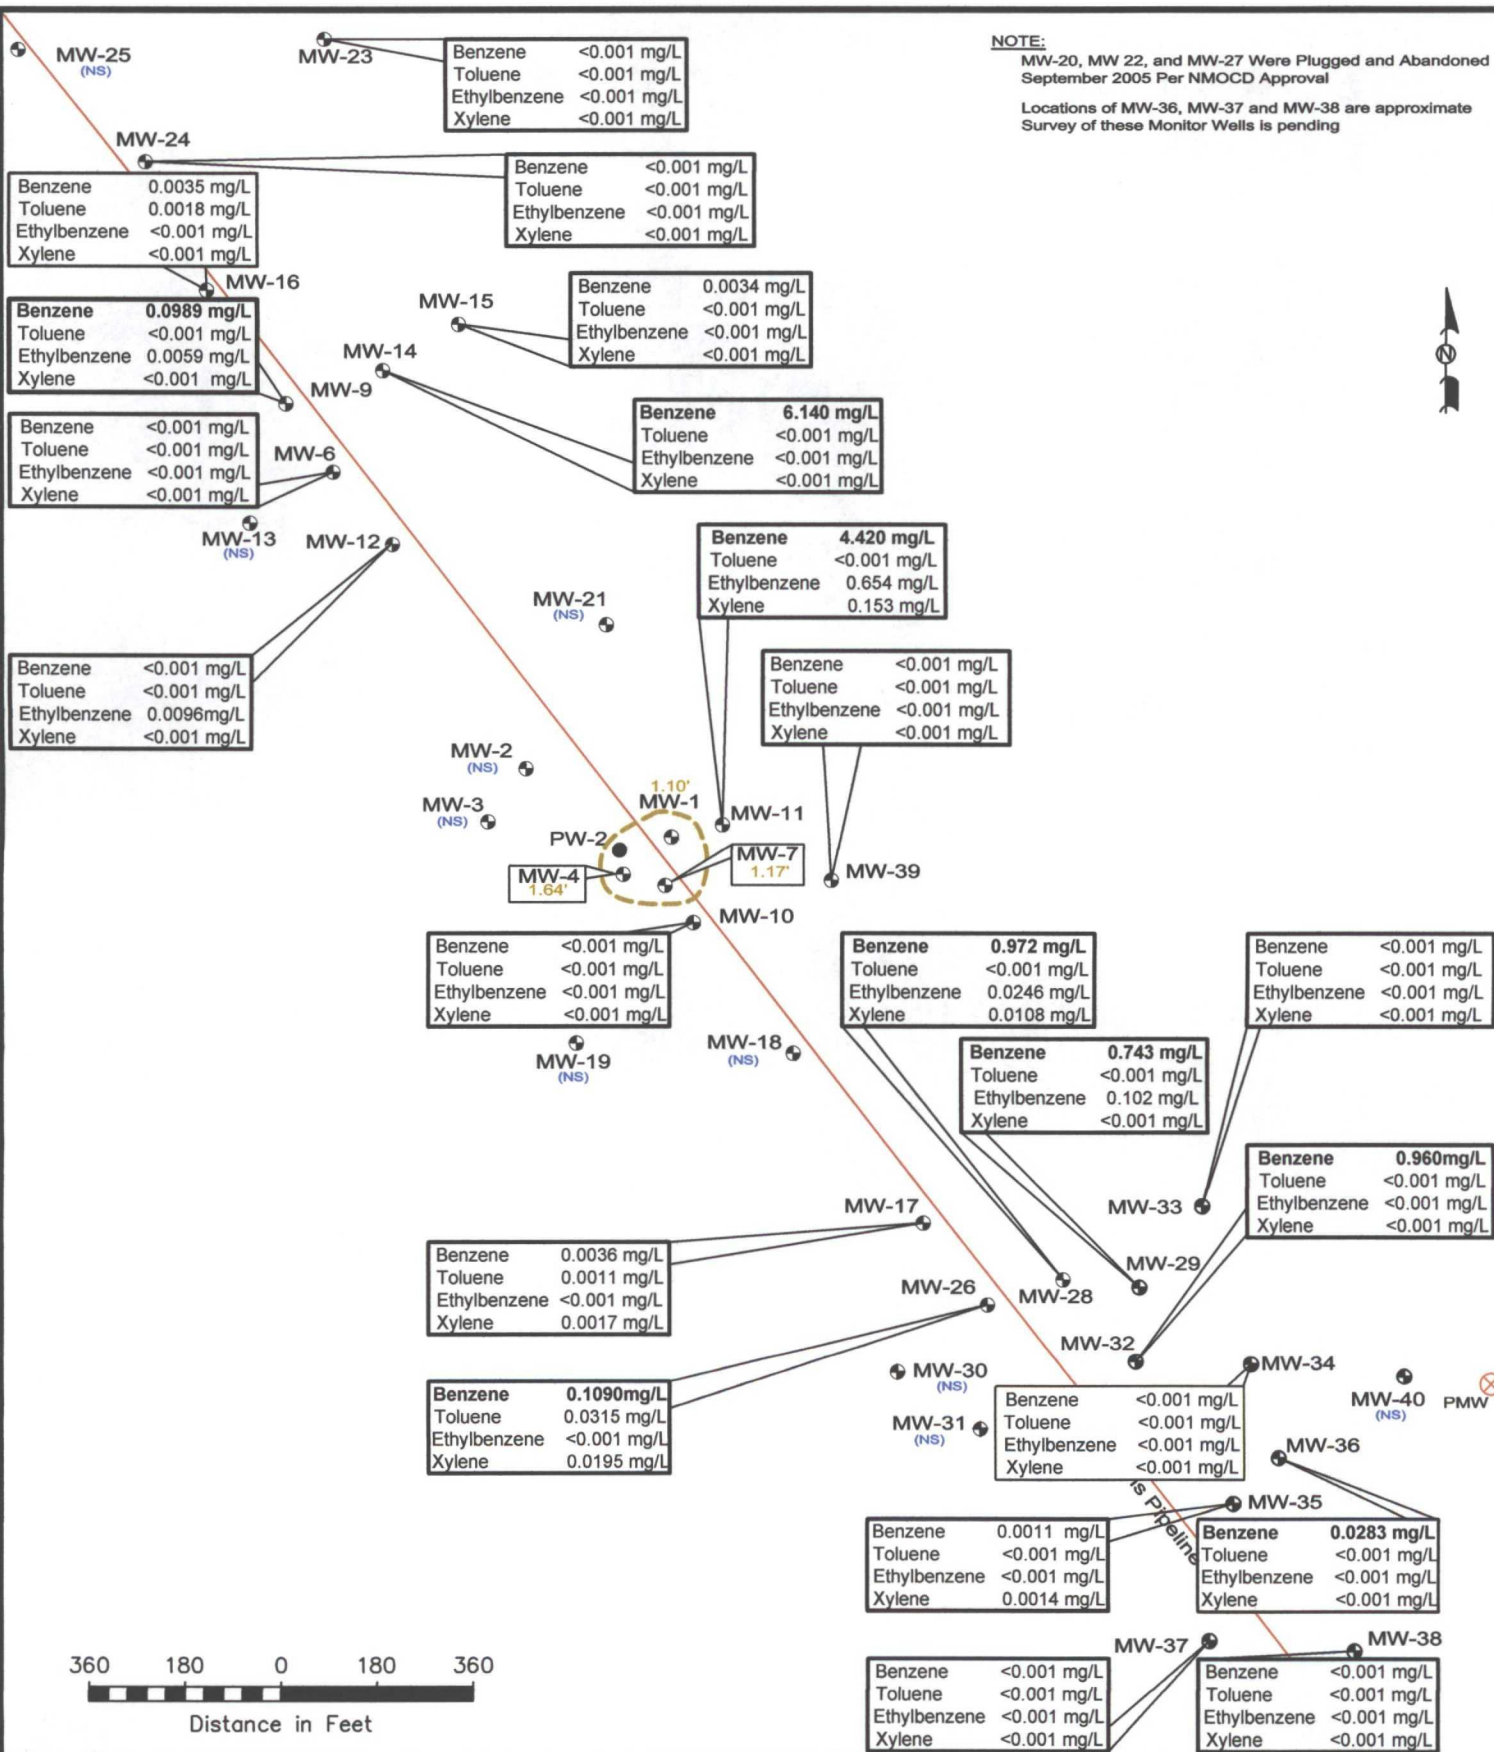 NOTE:
MW-20, MW 22, and MW-27 Were Plugged and Abandoned
September 2005 Per NMOCD Approval
Locations of MW-36, MW-37 and MW-38 are approximate
Survey of these Monitor Wells is pending
MW-25
(NS)
MW-23
Benzene <0.001 mg/L
Toluene <0.001 mg/L
Ethylbenzene <0.001 mg/L
Xylene <0.001 mg/L
MW-24
Benzene <0.001 mg/L
Toluene <0.001 mg/L
Ethylbenzene <0.001 mg/L
Xylene <0.001 mg/L
Benzene 0.0035 mg/L
Toluene 0.0018 mg/L
Ethylbenzene <0.001 mg/L
Xylene <0.001 mg/L
MW-16
Benzene 0.0989 mg/L
Toluene <0.001 mg/L
Ethylbenzene 0.0059 mg/L
Xylene <0.001 mg/L
MW-9
MW-15
Benzene 0.0034 mg/L
Toluene <0.001 mg/L
Ethylbenzene <0.001 mg/L
Xylene <0.001 mg/L
N
MW-14
Benzene 6.140 mg/L
Toluene <0.001 mg/L
Ethylbenzene <0.001 mg/L
Xylene <0.001 mg/L
Benzene <0.001 mg/L
Toluene <0.001 mg/L
Ethylbenzene <0.001 mg/L
Xylene <0.001 mg/L
MW-6
MW-13
(NS)
MW-12
Benzene <0.001 mg/L
Toluene <0.001 mg/L
Ethylbenzene 0.0096mg/L
Xylene <0.001 mg/L
MW-21
(NS)
Benzene 4.420 mg/L
Toluene <0.001 mg/L
Ethylbenzene 0.654 mg/L
Xylene 0.153 mg/L
Benzene <0.001 mg/L
Toluene <0.001 mg/L
Ethylbenzene <0.001 mg/L
Xylene <0.001 mg/L
MW-2
(NS)
MW-3
(NS)
1.10'
MW-1
MW-11
PW-2
MW-4
1.64'
MW-7
1.17'
MW-39
MW-10
Benzene <0.001 mg/L
Toluene <0.001 mg/L
Ethylbenzene <0.001 mg/L
Xylene <0.001 mg/L
MW-19
(NS)
MW-18
(NS)
Benzene 0.972 mg/L
Toluene <0.001 mg/L
Ethylbenzene 0.0246 mg/L
Xylene 0.0108 mg/L
Benzene <0.001 mg/L
Toluene <0.001 mg/L
Ethylbenzene <0.001 mg/L
Xylene <0.001 mg/L
Benzene 0.743 mg/L
Toluene <0.001 mg/L
Ethylbenzene 0.102 mg/L
Xylene <0.001 mg/L
Benzene 0.960mg/L
Toluene <0.001 mg/L
Ethylbenzene <0.001 mg/L
Xylene <0.001 mg/L
MW-17
MW-33
Benzene 0.0036 mg/L
Toluene 0.0011 mg/L
Ethylbenzene <0.001 mg/L
Xylene 0.0017 mg/L
MW-26
MW-28
MW-29
MW-32
MW-34
MW-30
(NS)
MW-40
(NS)
PMW
Benzene 0.1090mg/L
Toluene 0.0315 mg/L
Ethylbenzene <0.001 mg/L
Xylene 0.0195 mg/L
MW-31
(NS)
Benzene <0.001 mg/L
Toluene <0.001 mg/L
Ethylbenzene <0.001 mg/L
Xylene <0.001 mg/L
MW-36
MW-35
Pipeline
Benzene 0.0011 mg/L
Toluene <0.001 mg/L
Ethylbenzene <0.001 mg/L
Xylene 0.0014 mg/L
Benzene 0.0283 mg/L
Toluene <0.001 mg/L
Ethylbenzene <0.001 mg/L
Xylene <0.001 mg/L
MW-37
MW-38
Benzene <0.001 mg/L
Toluene <0.001 mg/L
Ethylbenzene <0.001 mg/L
Xylene <0.001 mg/L
Benzene <0.001 mg/L
Toluene <0.001 mg/L
Ethylbenzene <0.001 mg/L
Xylene <0.001 mg/L
360 180 0 180 360
Distance in Feet